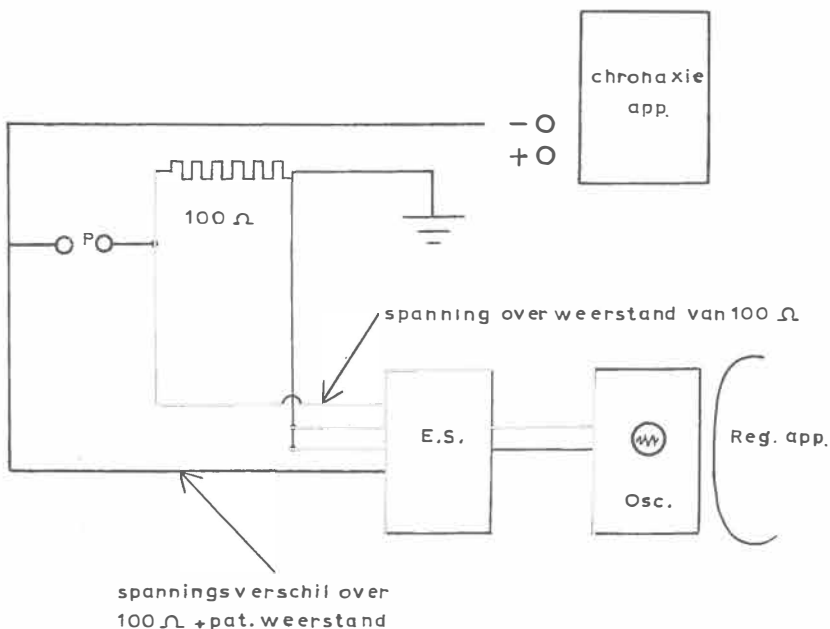 chronaxie
app.
- O
+ O
100 Ω
P
spanning over weerstand van 100 Ω
E.S.
Reg. app.
Osc.
spanningsverschil over
100 Ω + pat. weerstand